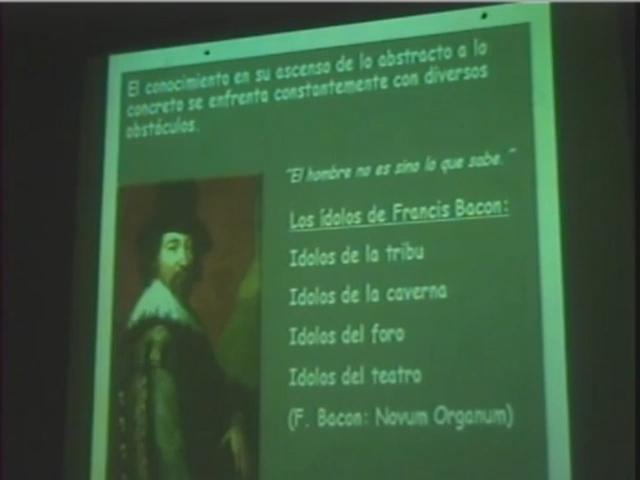 El conocimiento en su ascenso de lo abstracto a lo
concreto se enfrenta constantemente con diversos
obstáculos.
"El hombre no es sino lo que sabe."
Los ídolos de Francis Bacon:
Idolos de la tribu
Idolos de la caverna
Idolos del foro
Idolos del teatro
(F. Bacon: Novum Organum)